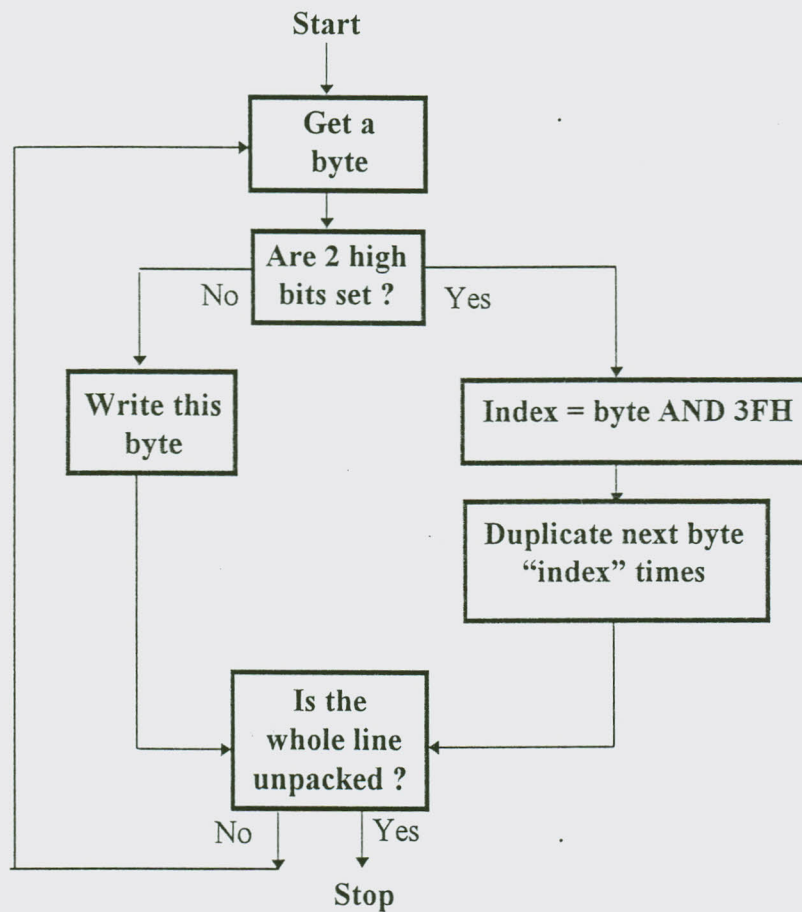 Start
Get a
byte
Are 2 high
bits set ?
No
Yes
Write this
byte
Index = byte AND 3FH
Duplicate next byte
“index” times
Is the
whole line
unpacked ?
No
Yes
Stop